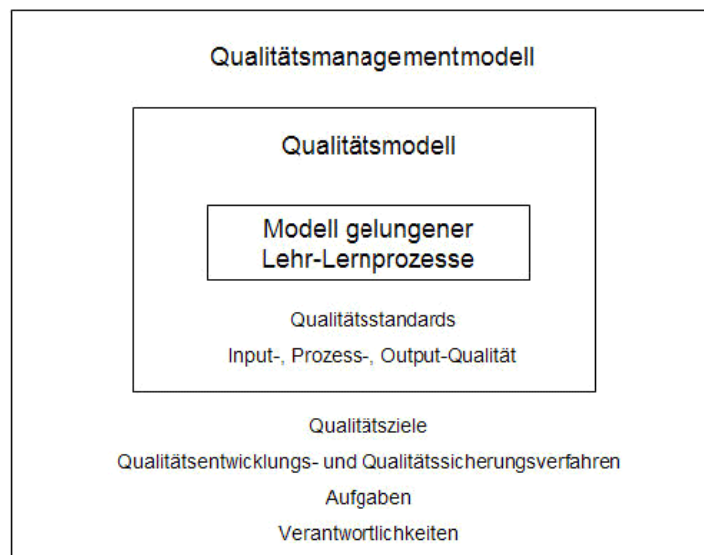 Qualitätsmanagementmodell
Qualitätsmodell
Modell gelungener
Lehr-Lernprozesse
Qualitätsstandards
Input-, Prozess-, Output-Qualität
Qualitätsziele
Qualitätsentwicklungs- und Qualitätssicherungsverfahren
Aufgaben
Verantwortlichkeiten